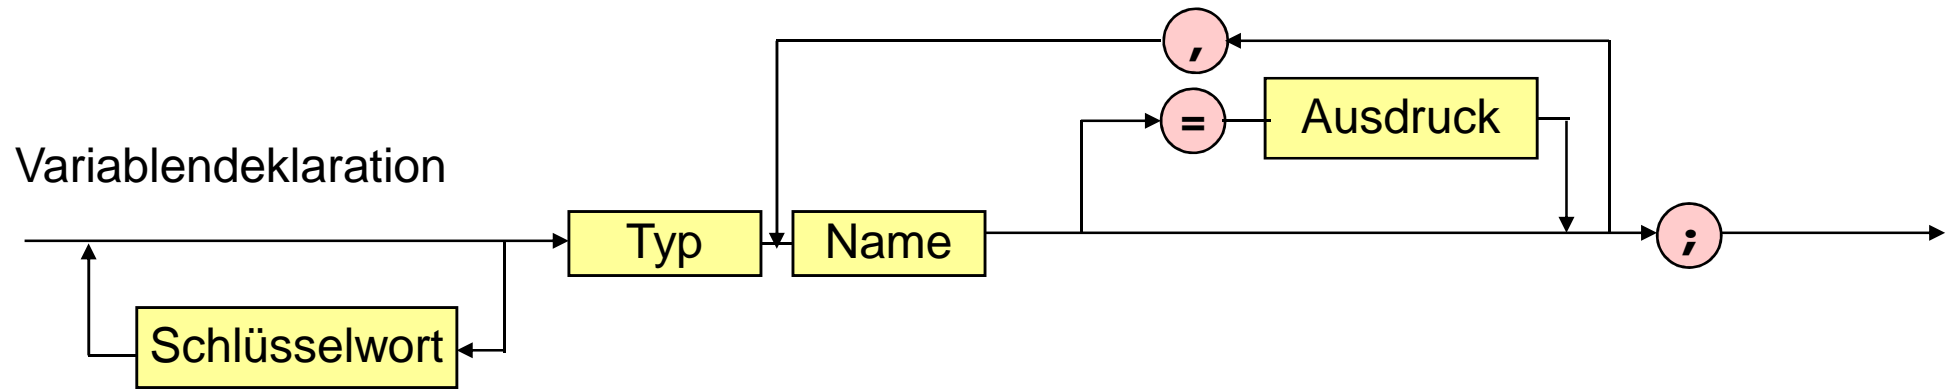 ,
=
Ausdruck
Variablendeklaration
Typ
Name
;
Schlüsselwort